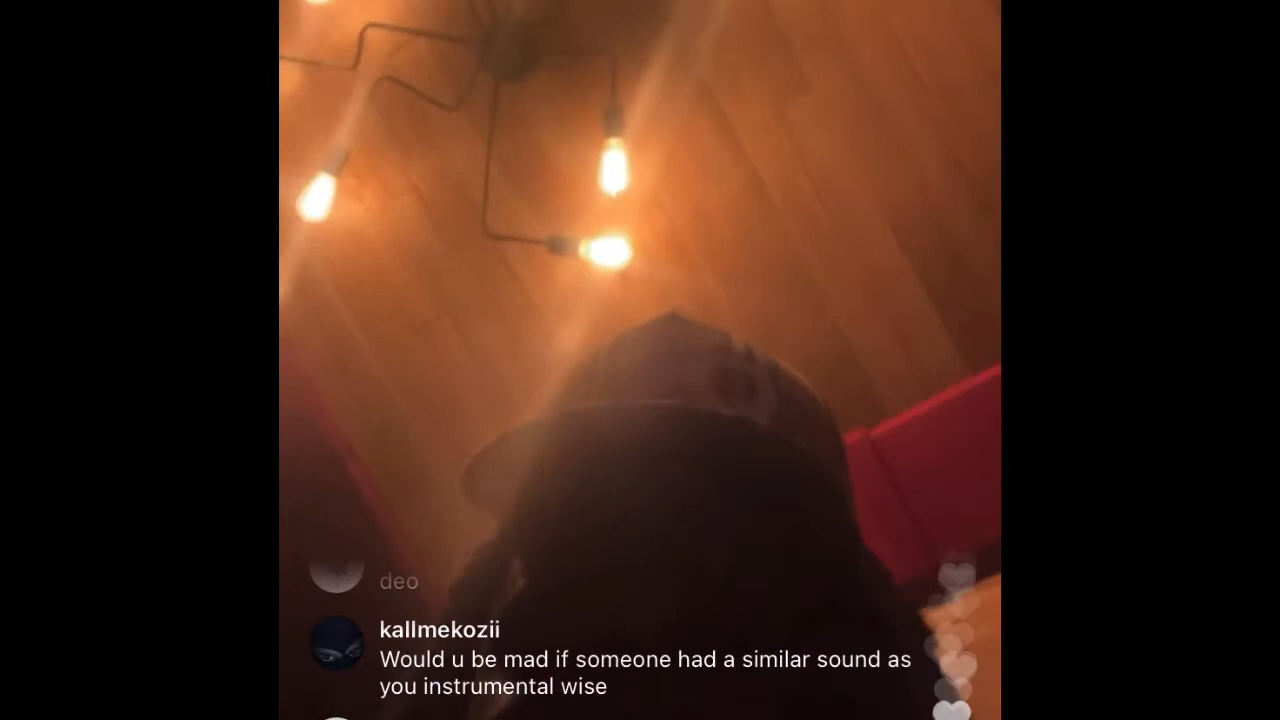 deo
kallmekozii
Would u be mad if someone had a similar sound as
you instrumental wise